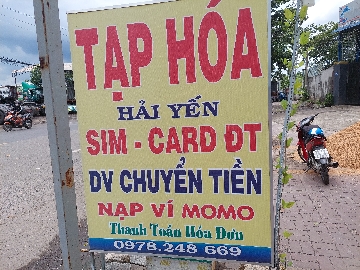 TẠP HÓA
HẢI YẾN
SIM - CARD ĐT
DV CHUYỂN TIỀN
NẠP VÍ MOMO
Thanh Toán Hóa Đơn
0978.248 669